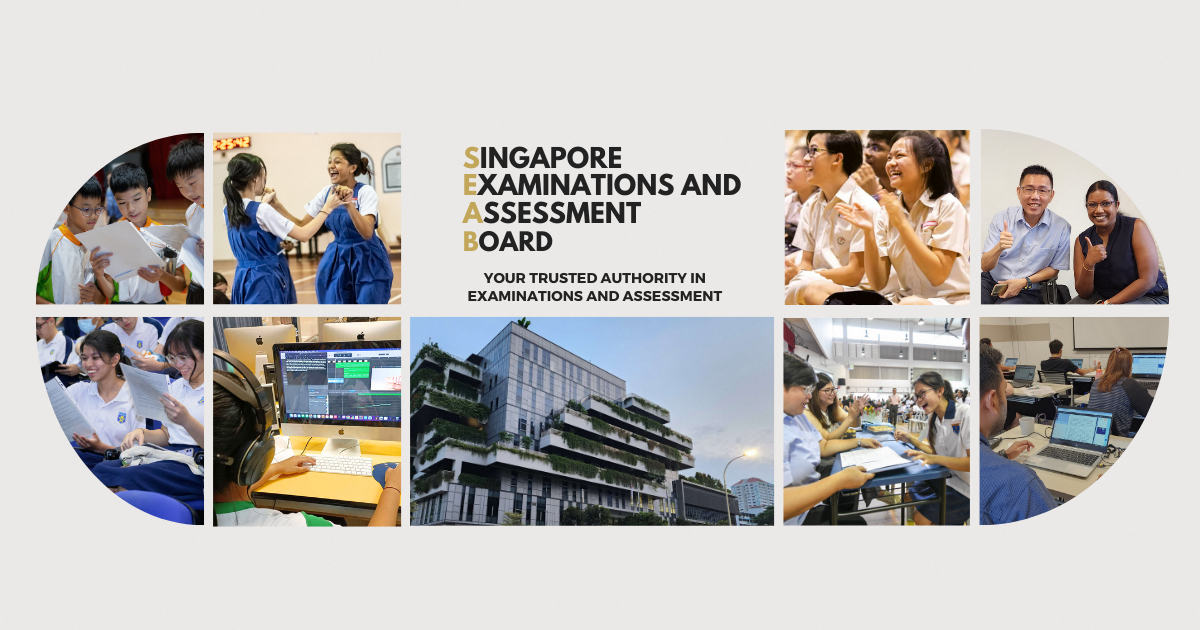 SINGAPORE
EXAMINATIONS AND
ASSESSMENT
BOARD
YOUR TRUSTED AUTHORITY IN
EXAMINATIONS AND ASSESSMENT